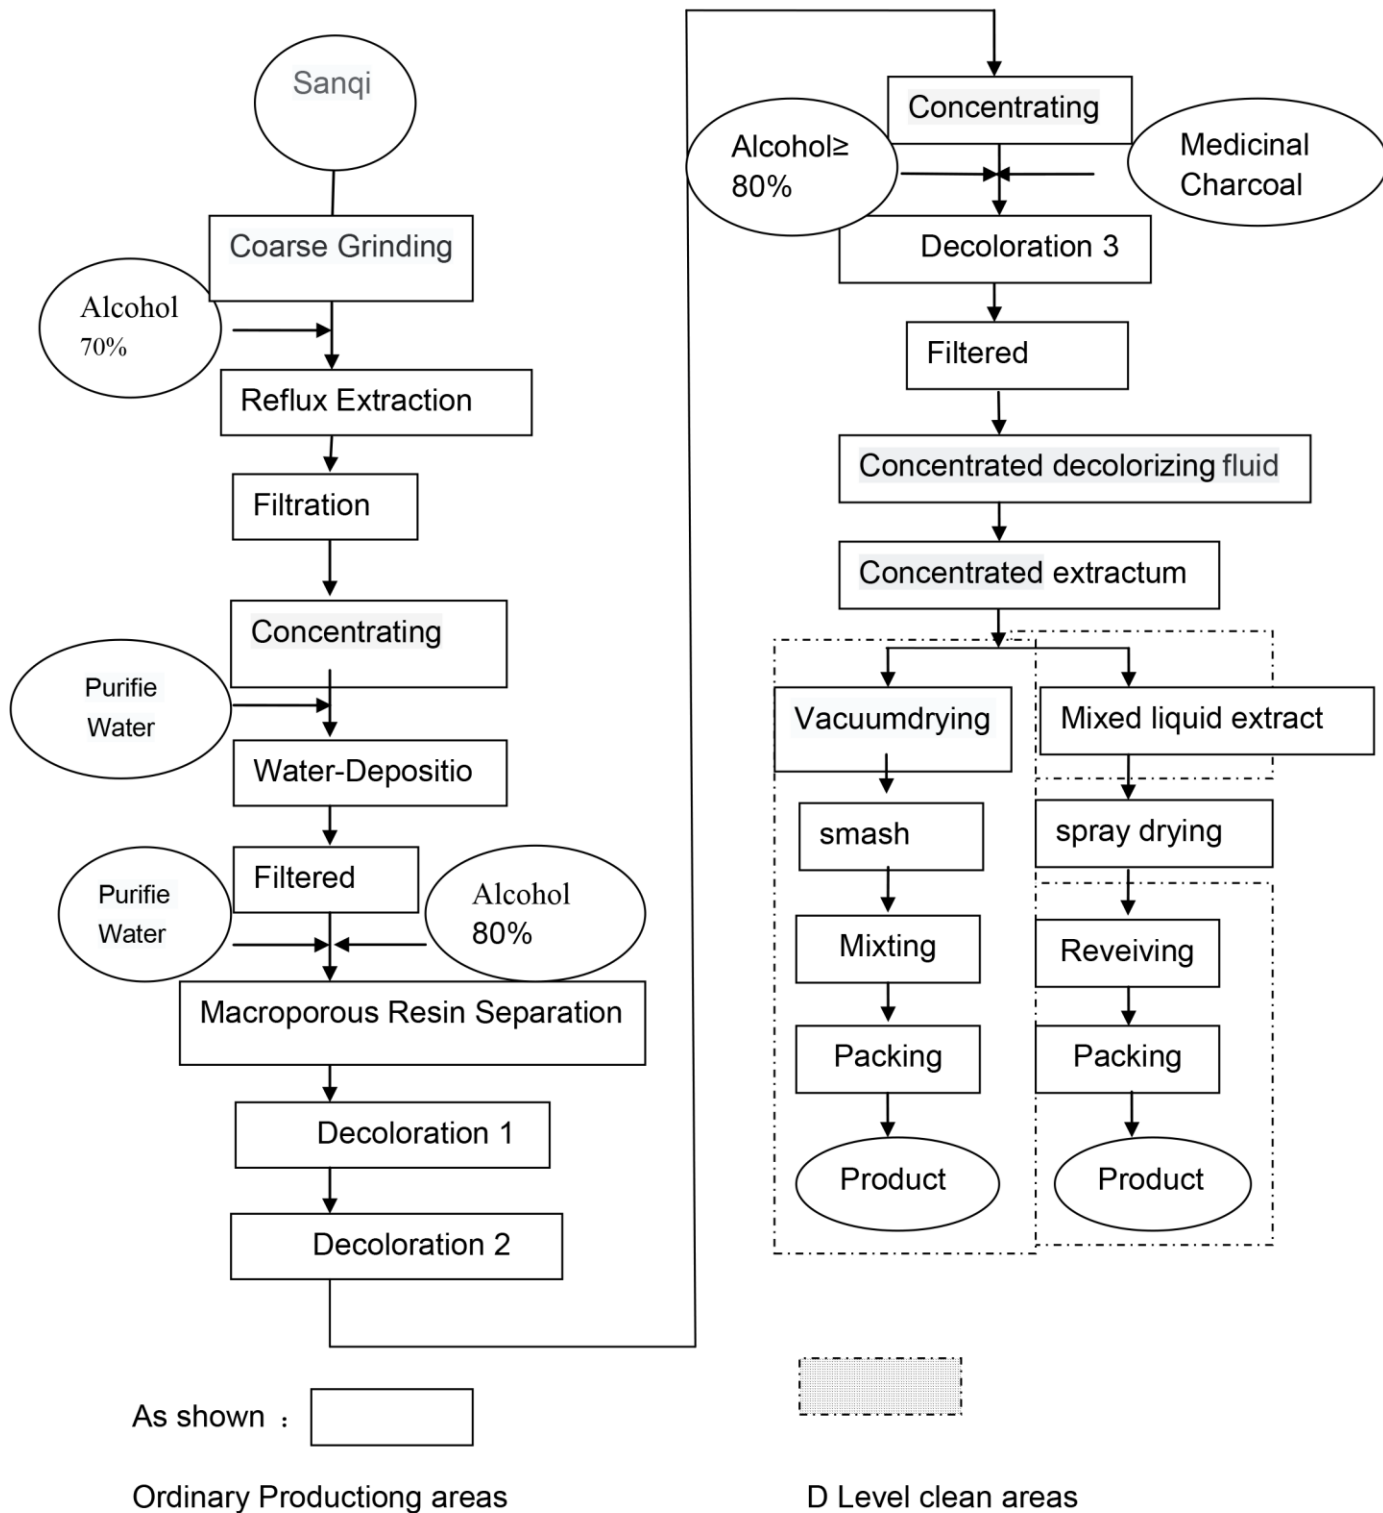 Sanqi
Coarse Grinding
Alcohol
70%
Reflux Extraction
Filtration
Concentrating
Purifie
Water
Water-Depositio
Filtered
Purifie
Water
Alcohol
80%
Macroporous Resin Separation
Decoloration 1
Decoloration 2
Concentrating
Alcohol≥
80%
Medicinal
Charcoal
Decoloration 3
Filtered
Concentrated decolorizing fluid
Concentrated extractum
Vacuumdrying
smash
Mixting
Packing
Product
Mixed liquid extract
spray drying
Reveiving
Packing
Product
As shown :
Ordinary Productiong areas
D Level clean areas